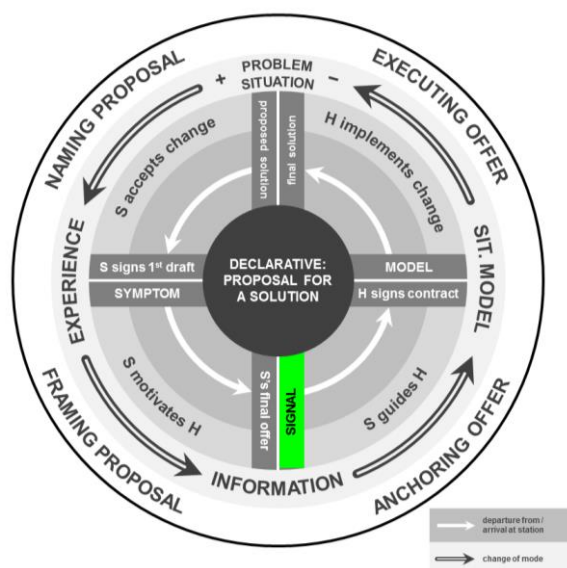 NAMING PROPOSAL
EXECUTING OFFER
+ PROBLEM −
SITUATION
S accepts change
proposed solution
final solution
H implements change
EXPERIENCE
S signs 1st draft
SYMPTOM
DECLARATIVE:
PROPOSAL FOR
A SOLUTION
MODEL
H signs contract
SIT. MODEL
S motivates H
S's final offer
SIGNAL
S guides H
INFORMATION
FRAMING PROPOSAL
ANCHORING OFFER
departure from /
arrival at station
change of mode